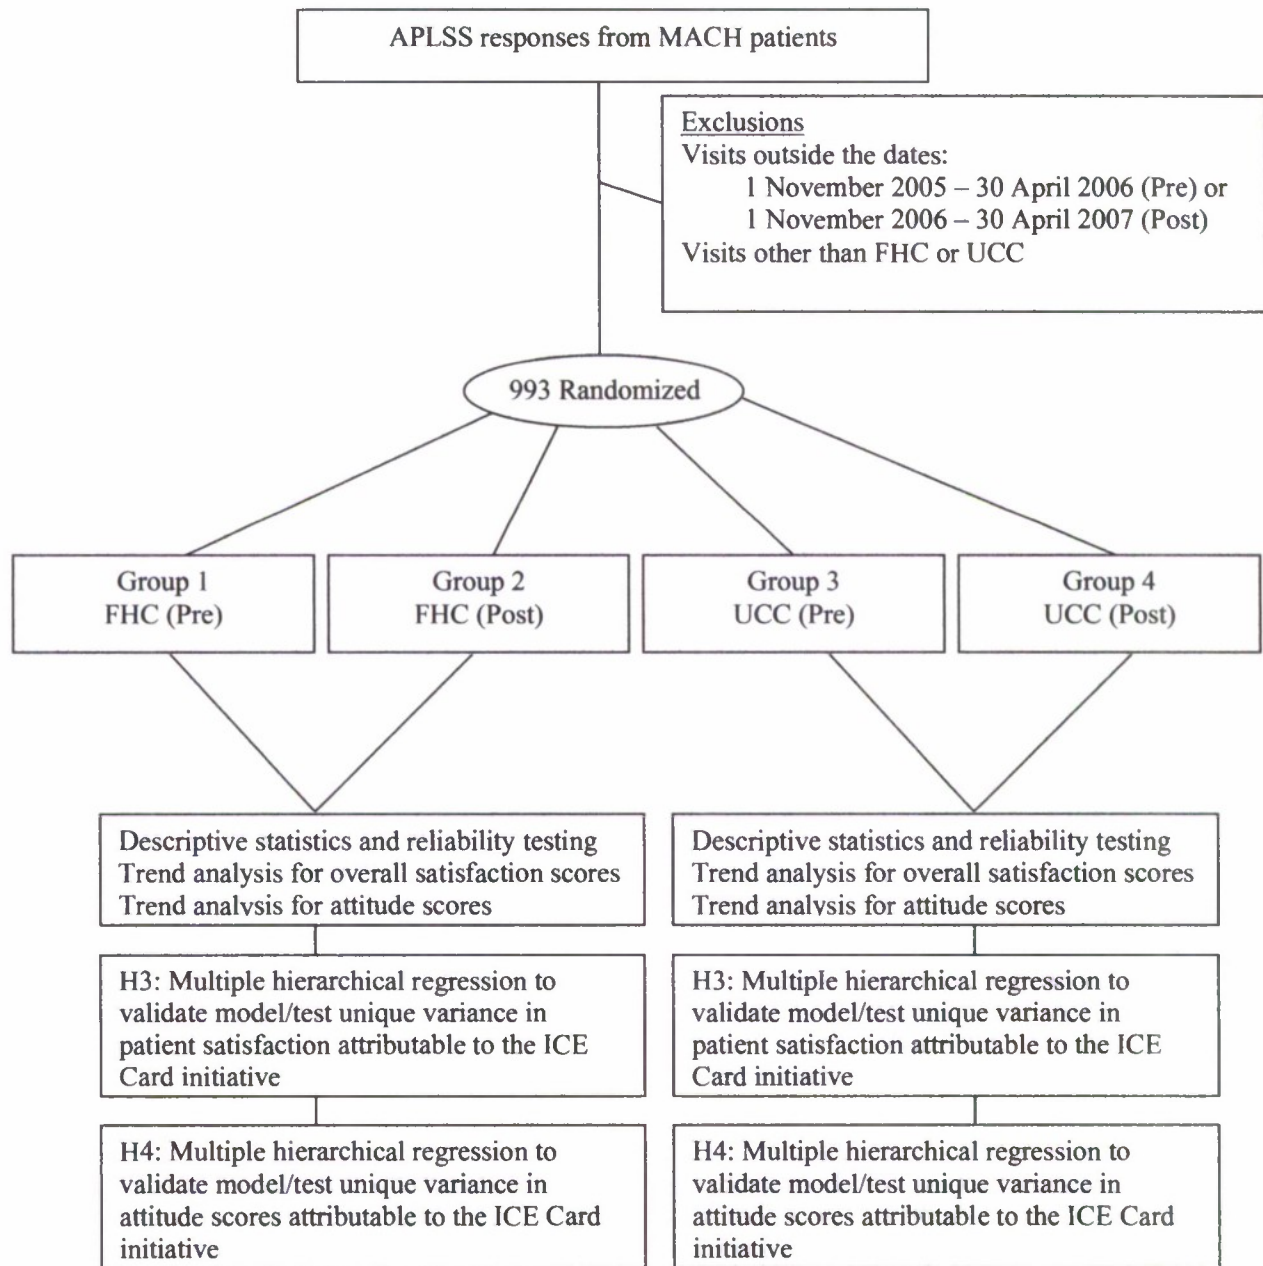 APLSS responses from MACH patients
Exclusions
Visits outside the dates:
1 November 2005 – 30 April 2006 (Pre) or
1 November 2006 – 30 April 2007 (Post)
Visits other than FHC or UCC
993 Randomized
Group 1
FHC (Pre)
Group 2
FHC (Post)
Group 3
UCC (Pre)
Group 4
UCC (Post)
Descriptive statistics and reliability testing
Trend analysis for overall satisfaction scores
Trend analysis for attitude scores
Descriptive statistics and reliability testing
Trend analysis for overall satisfaction scores
Trend analysis for attitude scores
H3: Multiple hierarchical regression to
validate model/test unique variance in
patient satisfaction attributable to the ICE
Card initiative
H3: Multiple hierarchical regression to
validate model/test unique variance in
patient satisfaction attributable to the ICE
Card initiative
H4: Multiple hierarchical regression to
validate model/test unique variance in
attitude scores attributable to the ICE Card
initiative
H4: Multiple hierarchical regression to
validate model/test unique variance in
attitude scores attributable to the ICE Card
initiative